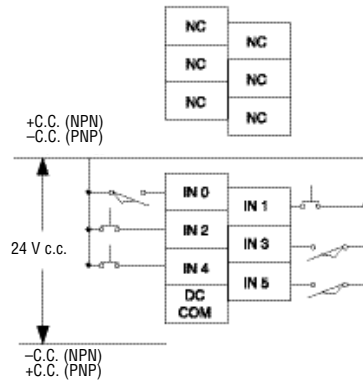 NC
NC
NC
NC
NC
NC
+C.C. (NPN)
–C.C. (PNP)
24 V c.c.
IN 0
IN 1
IN 2
IN 3
IN 4
IN 5
DC
COM
–C.C. (NPN)
+C.C. (PNP)